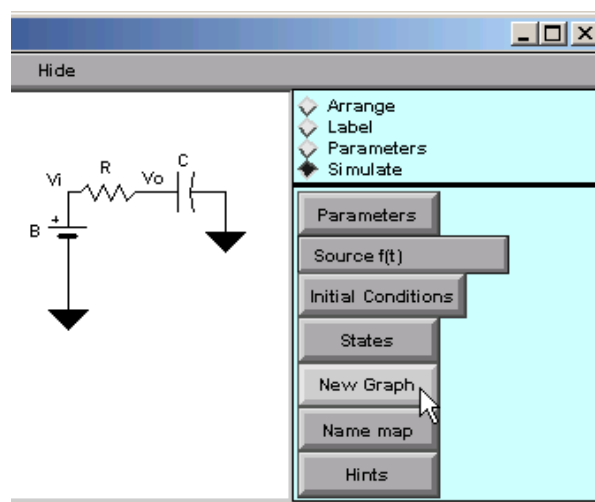 Hide
Arrange
Label
Parameters
Simulate
Vi
R
Vo
C
B
+
Parameters
Source f(t)
Initial Conditions
States
New Graph
Name map
Hints